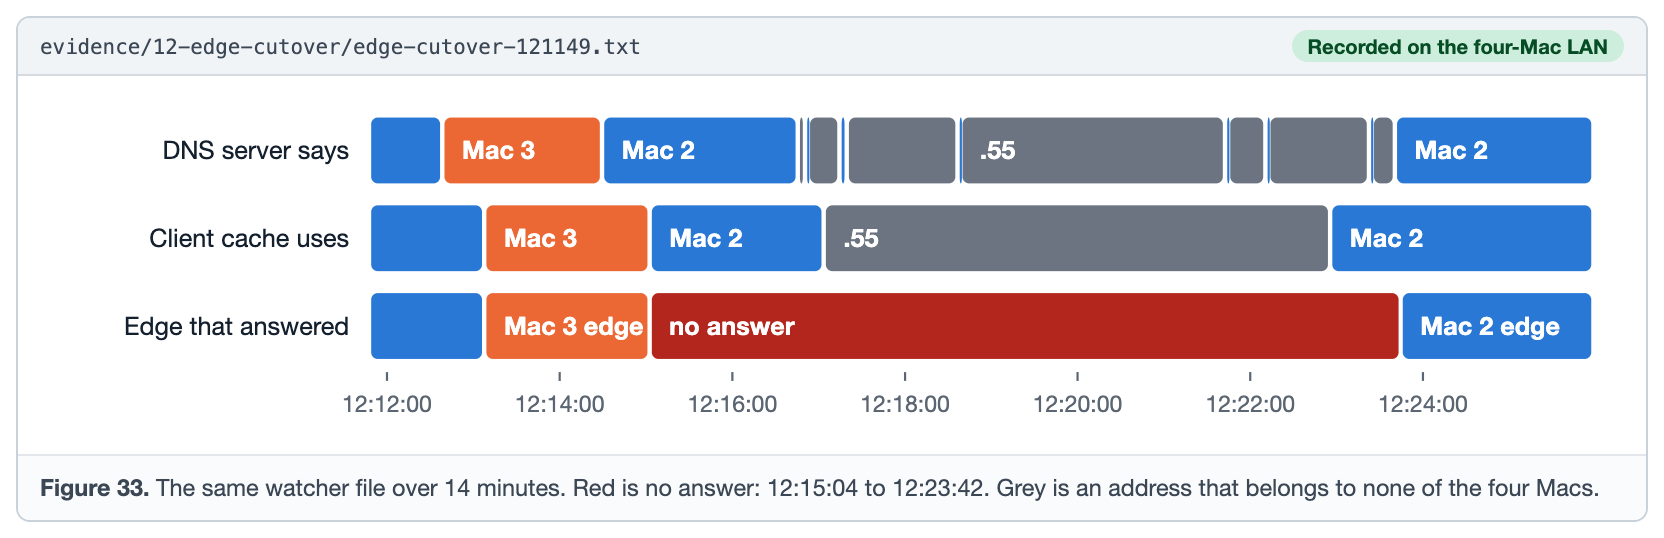 evidence/12-edge-cutover/edge-cutover-121149.txt
Recorded on the four-Mac LAN
DNS server says
Mac 3
Mac 2
.55
Mac 2
Client cache uses
Mac 3
Mac 2
.55
Mac 2
Edge that answered
Mac 3 edge
no answer
Mac 2 edge
12:12:00
12:14:00
12:16:00
12:18:00
12:20:00
12:22:00
12:24:00
Figure 33. The same watcher file over 14 minutes. Red is no answer: 12:15:04 to 12:23:42. Grey is an address that belongs to none of the four Macs.